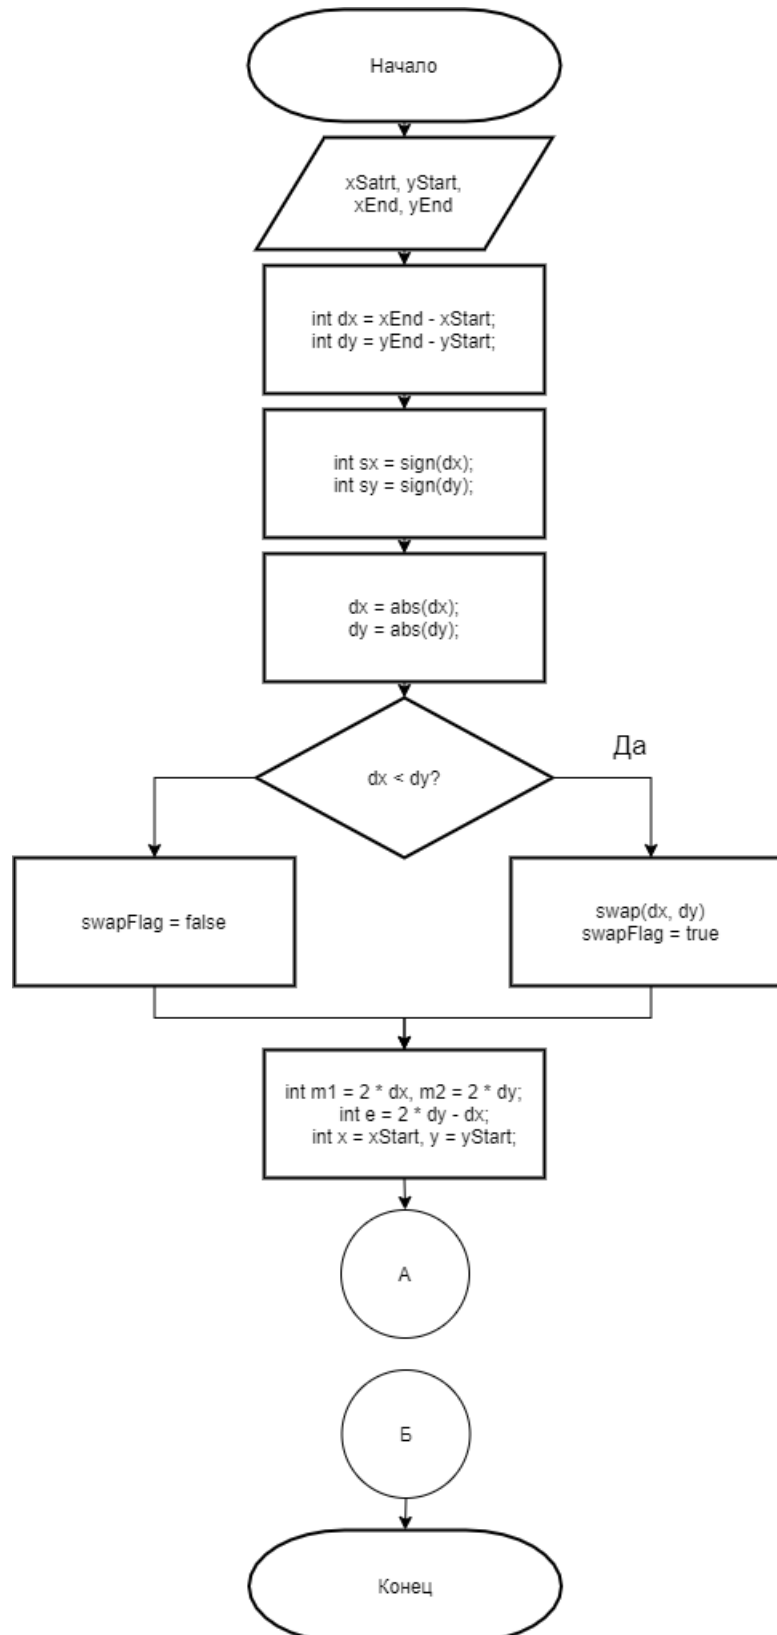 Начало
xSatrt, yStart,
xEnd, yEnd
int dx = xEnd - xStart;
int dy = yEnd - yStart;
int sx = sign(dx);
int sy = sign(dy);
dx = abs(dx);
dy = abs(dy);
dx < dy?
Да
swapFlag = false
swap(dx, dy)
swapFlag = true
int m1 = 2 * dx, m2 = 2 * dy;
int e = 2 * dy - dx;
int x = xStart, y = yStart;
А
Б
Конец